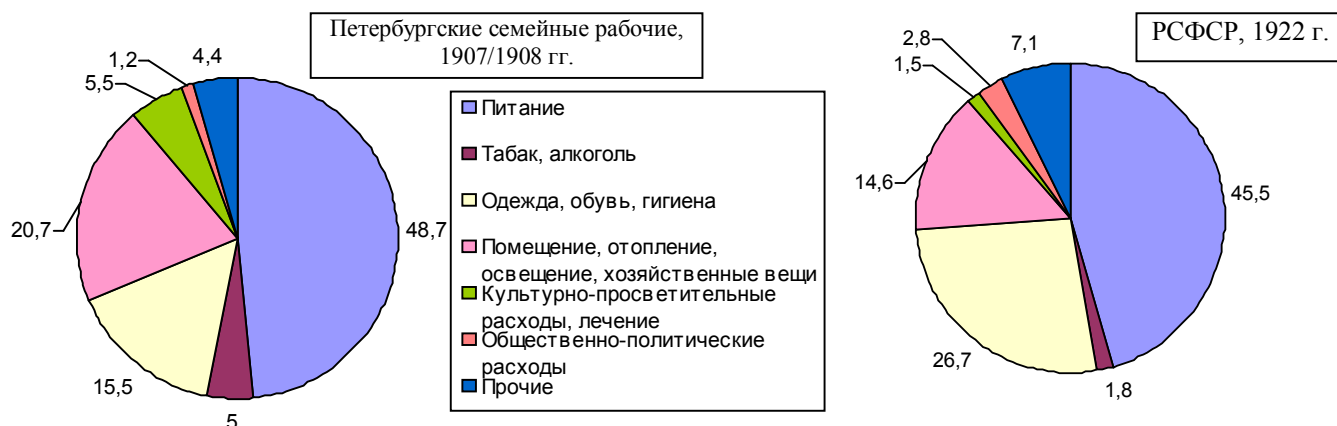 Петербургские семейные рабочие,
1907/1908 гг.
4,4
1,2
5,5
20,7
48,7
15,5
5
Питание
Табак, алкоголь
Одежда, обувь, гигиена
Помещение, отопление,
освещение, хозяйственные вещи
Культурно-просветительные
расходы, лечение
Общественно-политические
расходы
Прочие
РСФСР, 1922 г.
7,1
2,8
1,5
14,6
45,5
26,7
1,8